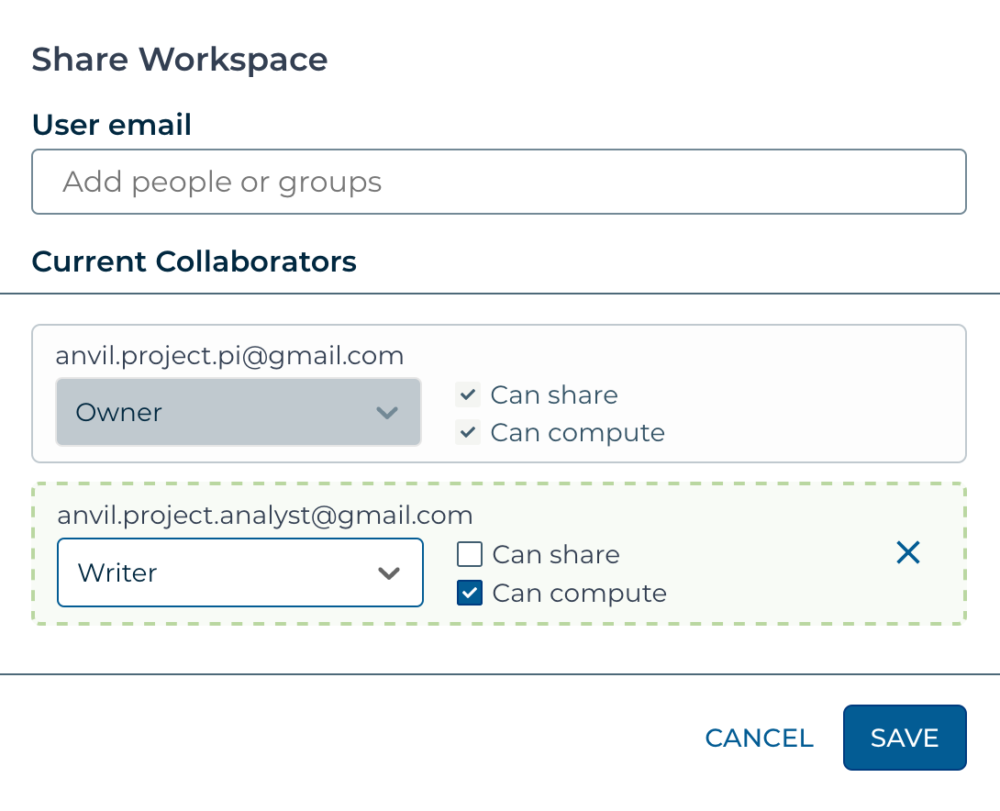 Share Workspace
User email
Add people or groups
Current Collaborators
anvil.project.pi@gmail.com
Owner
Can share
Can compute
anvil.project.analyst@gmail.com
Writer
Can share
Can compute
CANCEL
SAVE